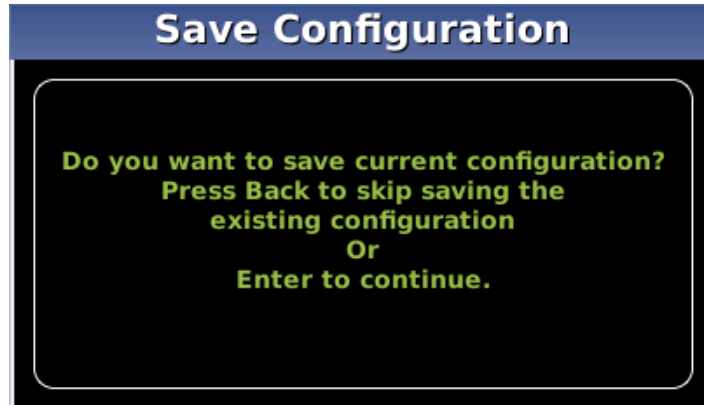 Save Configuration
Do you want to save current configuration?
Press Back to skip saving the
existing configuration
Or
Enter to continue.